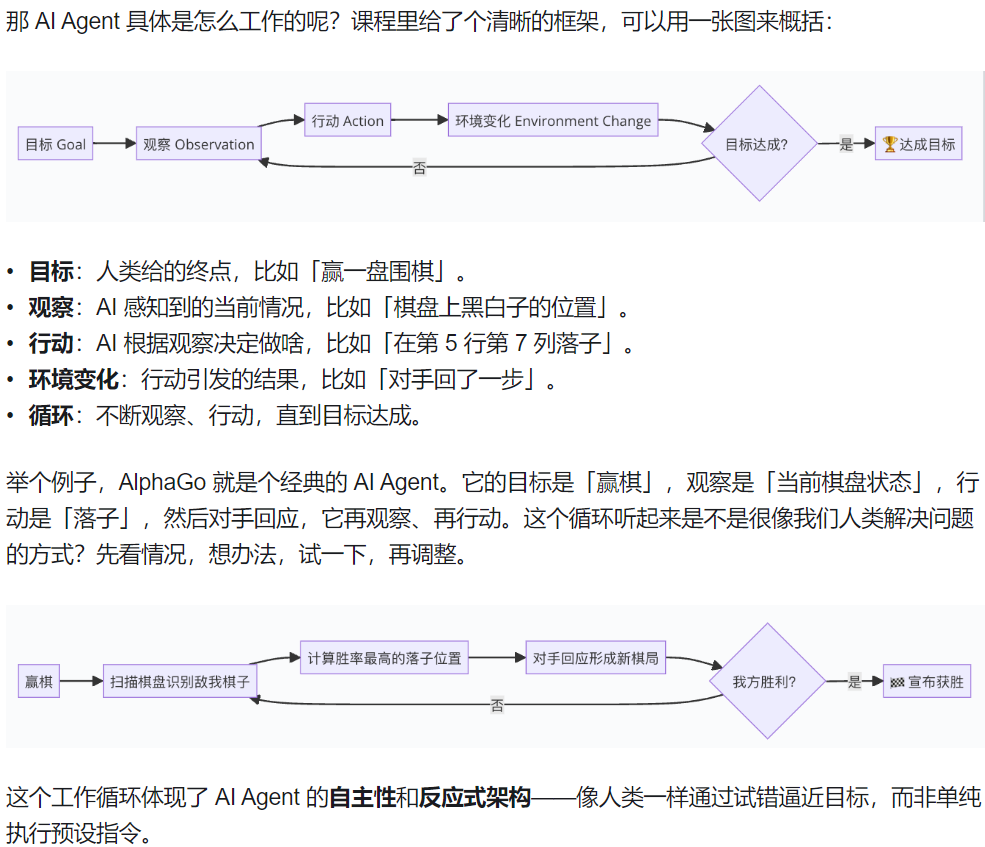 那 AI Agent 具体是怎么工作的呢？课程里给了个清晰的框架，可以用一张图来概括：
目标 Goal
观察 Observation
行动 Action
环境变化 Environment Change
目标达成?
是
🏆达成目标
否
• 目标：人类给的终点，比如「赢一盘围棋」。
• 观察：AI 感知到的当前情况，比如「棋盘上黑白子的位置」。
• 行动：AI 根据观察决定做啥，比如「在第 5 行第 7 列落子」。
• 环境变化：行动引发的结果，比如「对手回了一步」。
• 循环：不断观察、行动，直到目标达成。
举个例子，AlphaGo 就是个经典的 AI Agent。它的目标是「赢棋」，观察是「当前棋盘状态」，行
动是「落子」，然后对手回应，它再观察、再行动。这个循环听起来是不是很像我们人类解决问题
的方式？先看情况，想办法，试一下，再调整。
赢棋
扫描棋盘识别敌我棋子
计算胜率最高的落子位置
对手回应形成新棋局
我方胜利?
是
🏁 宣布获胜
否
这个工作循环体现了 AI Agent 的自主性和反应式架构——像人类一样通过试错逼近目标，而非单纯
执行预设指令。